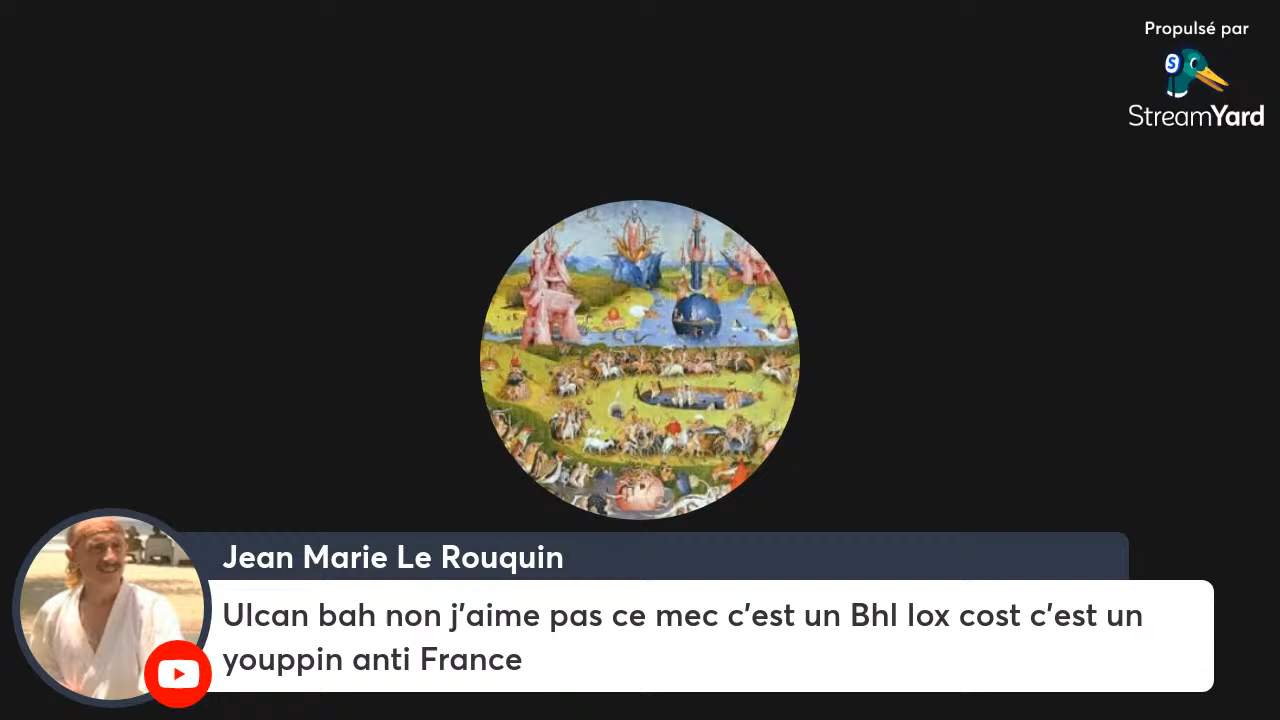 Propulsé par
StreamYard
Jean Marie Le Rouquin
Ulcan bah non j'aime pas ce mec c'est un Bhl lox cost c'est un
youppin anti France